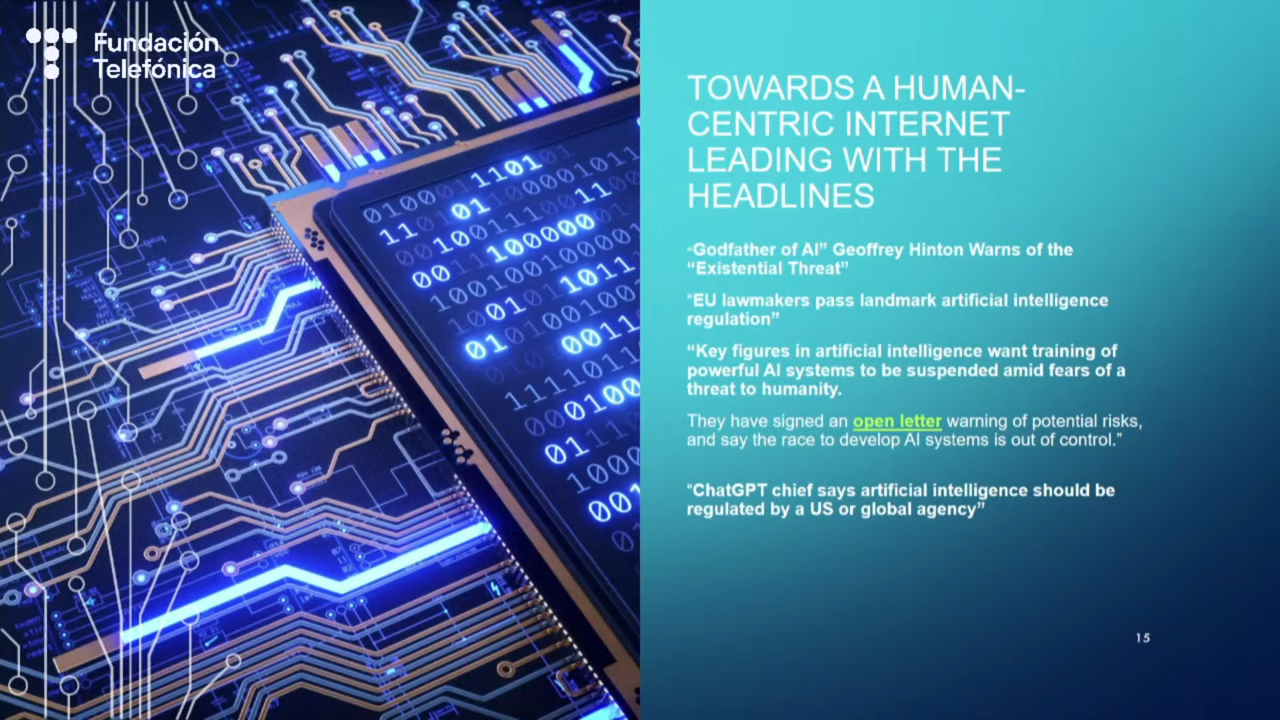 Fundación
Telefónica
TOWARDS A HUMAN-
CENTRIC INTERNET
LEADING WITH THE
HEADLINES
“Godfather of AI” Geoffrey Hinton Warns of the
“Existential Threat”
“EU lawmakers pass landmark artificial intelligence
regulation”
“Key figures in artificial intelligence want training of
powerful AI systems to be suspended amid fears of a
threat to humanity.
They have signed an open letter warning of potential risks,
and say the race to develop AI systems is out of control.”
“ChatGPT chief says artificial intelligence should be
regulated by a US or global agency”
15